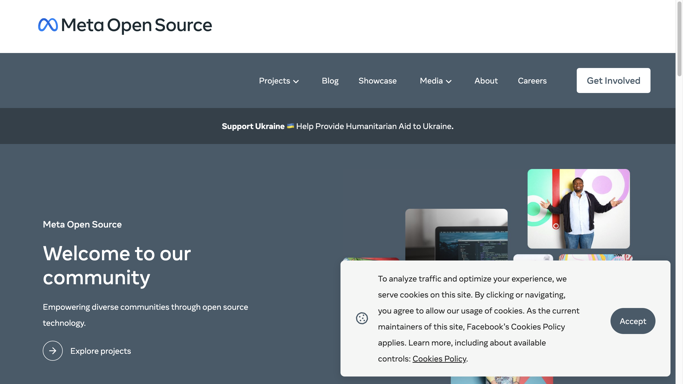 Meta Open Source
Projects Blog Showcase Media About Careers Get Involved
Support Ukraine 🇺🇦 Help Provide Humanitarian Aid to Ukraine.
Meta Open Source
Welcome to our
community
Empowering diverse communities through open source
technology.
Explore projects
To analyze traffic and optimize your experience, we
serve cookies on this site. By clicking or navigating,
you agree to allow our usage of cookies. As the current
maintainers of this site, Facebook's Cookies Policy
applies. Learn more, including about available
controls: Cookies Policy.
Accept